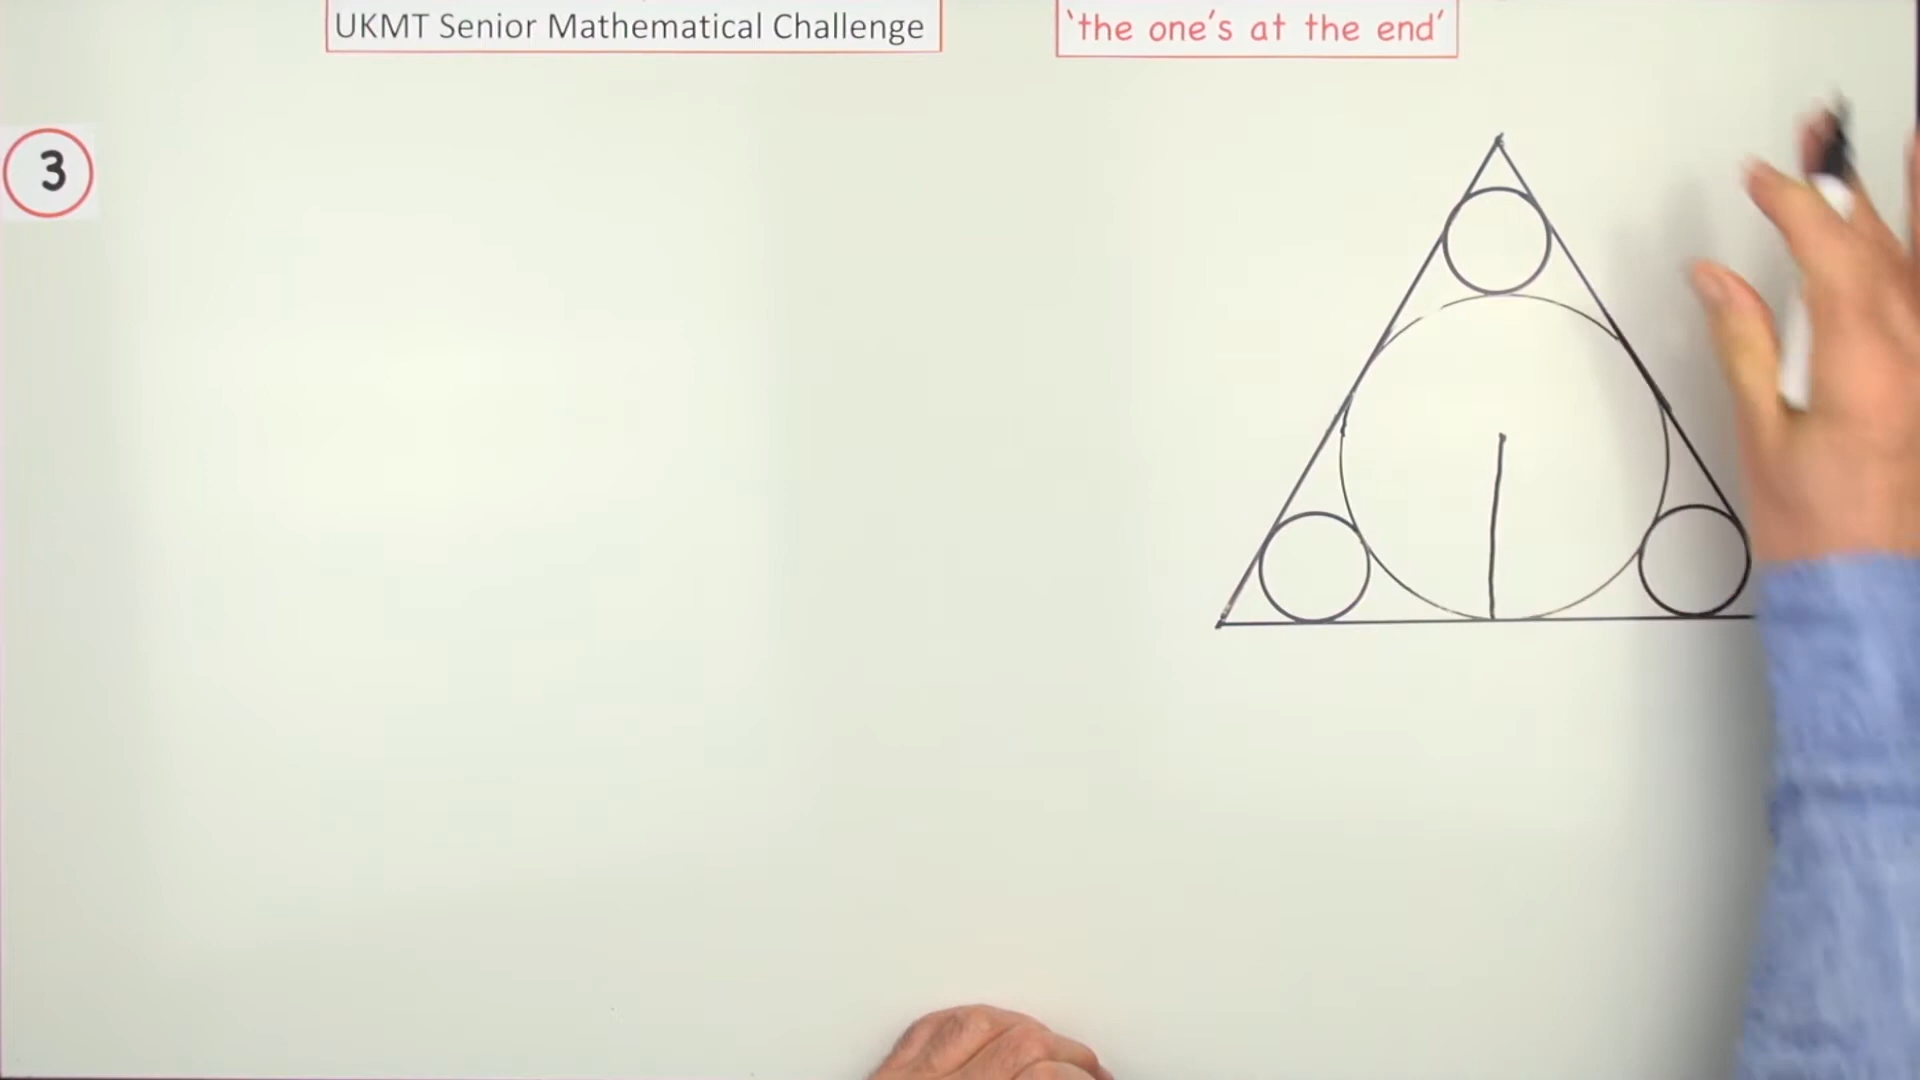 UKMT Senior Mathematical Challenge
‘the one’s at the end’
3